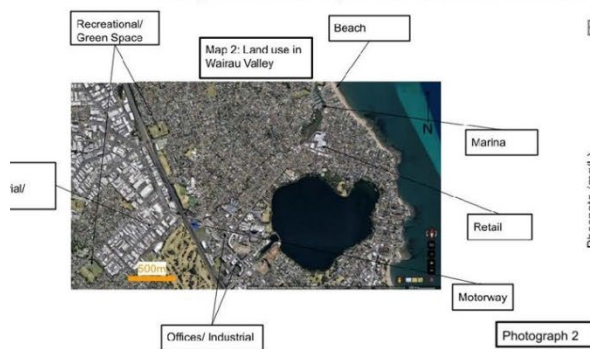 Recreational/
Green Space
Map 2: Land use in
Wairau Valley
Beach
N
Marina
ial/
Retail
600m
Motorway
Offices/ Industrial
Photograph 2